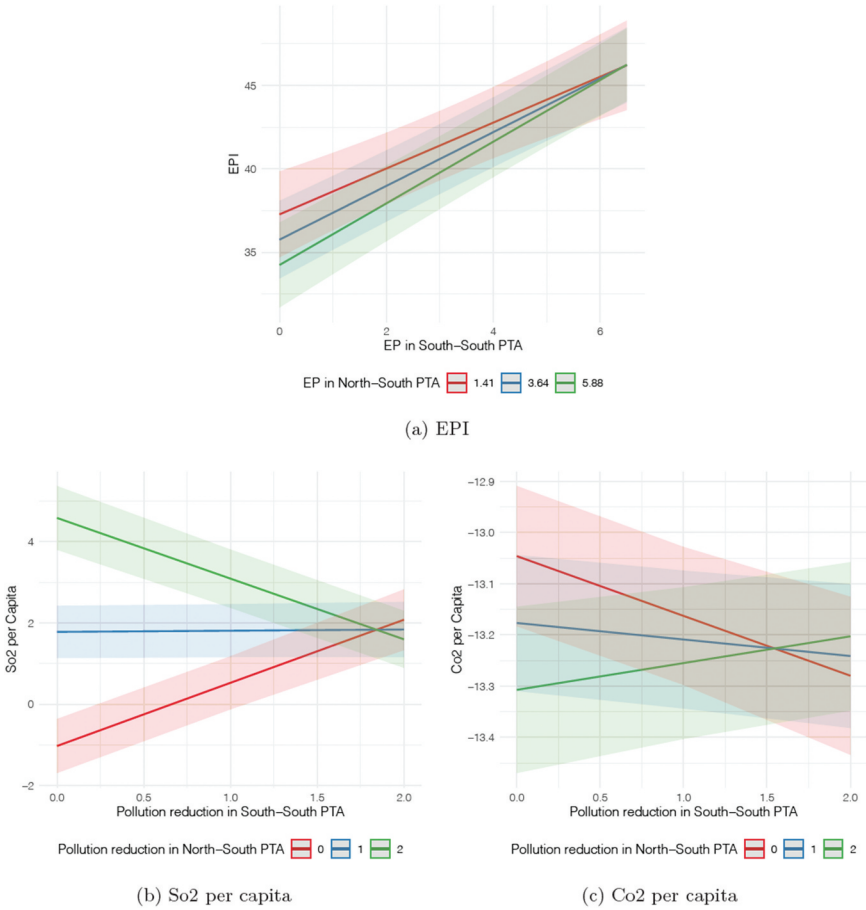 45
40
35
EPI
0 2 4 6
EP in South–South PTA
EP in North–South PTA 1.41 3.64 5.88
(a) EPI
4
2
0
−2
So2 per Capita
0.0 0.5 1.0 1.5 2.0
Pollution reduction in South–South PTA
Pollution reduction in North–South PTA 0 1 2
(b) So2 per capita
−12.9
−13.0
−13.1
−13.2
−13.3
−13.4
Co2 per Capita
0.0 0.5 1.0 1.5 2.0
Pollution reduction in South–South PTA
Pollution reduction in North–South PTA 0 1 2
(c) Co2 per capita